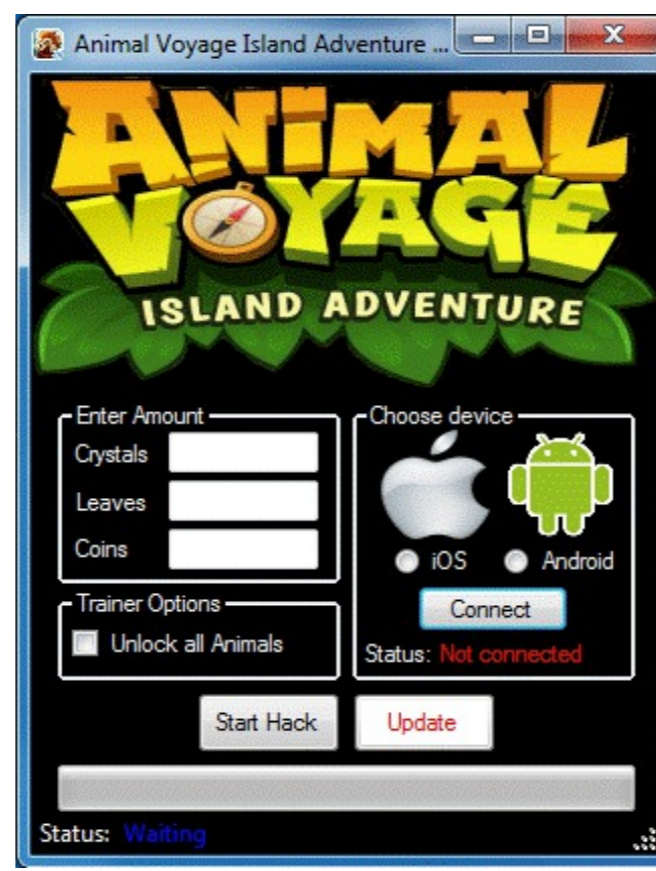 Animal Voyage Island Adventure ...
ANIMAL
VOYAGE
ISLAND ADVENTURE
Enter Amount
Crystals
Leaves
Coins
Trainer Options
Unlock all Animals
Choose device
iOS Android
Connect
Status: Not connected
Start Hack Update
Status: Waiting